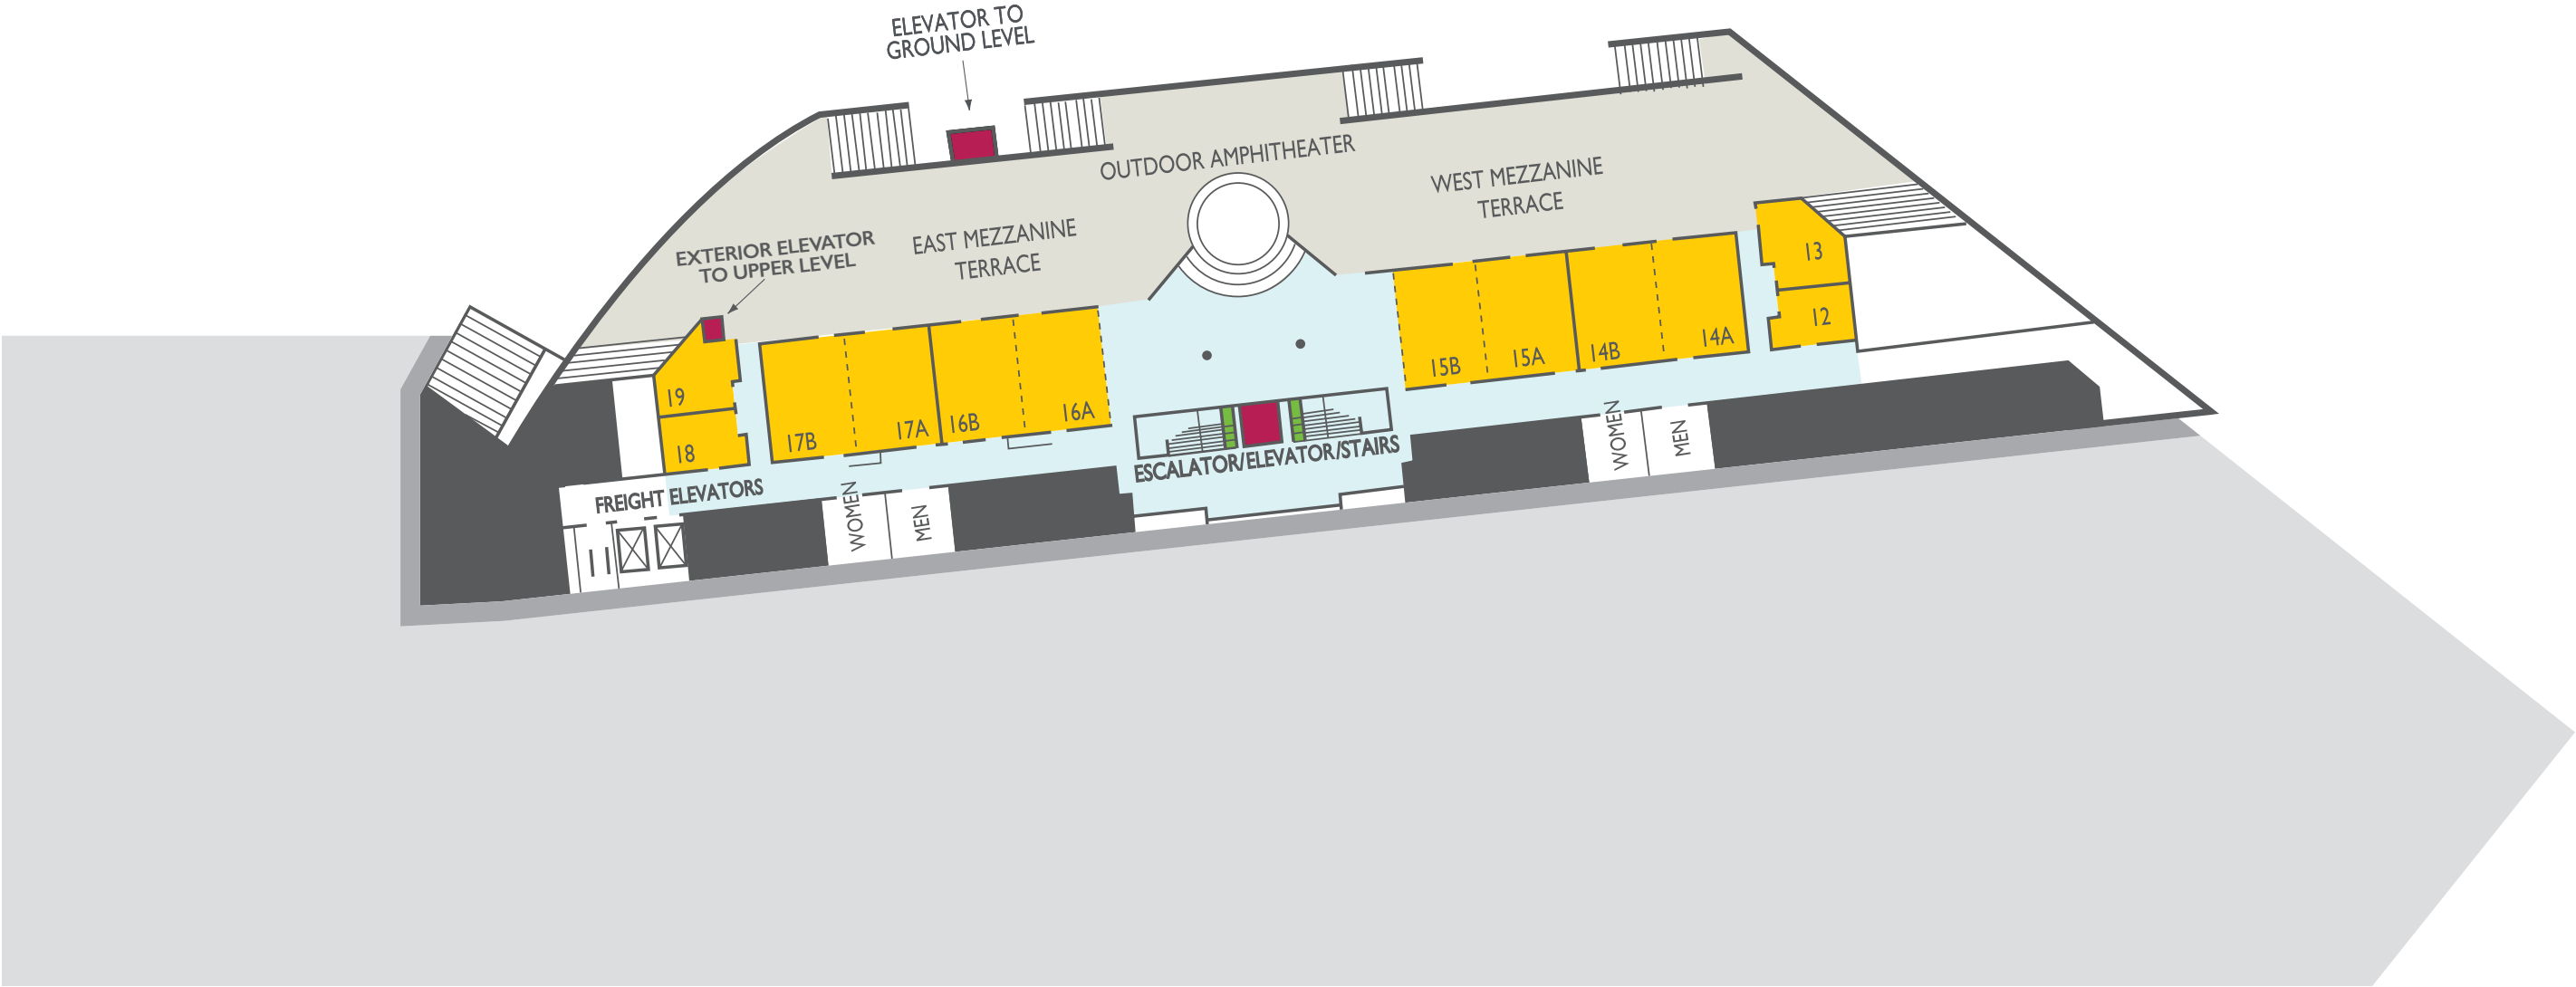 ELEVATOR TO
GROUND LEVEL
OUTDOOR AMPHITHEATER
WEST MEZZANINE
TERRACE
EAST MEZZANINE
TERRACE
EXTERIOR ELEVATOR
TO UPPER LEVEL
13
12
14A
14B
15A
15B
16A
16B
17A
17B
19
18
ESCALATOR/ELEVATOR/STAIRS
WOMEN
MEN
FREIGHT ELEVATORS
WOMEN
MEN